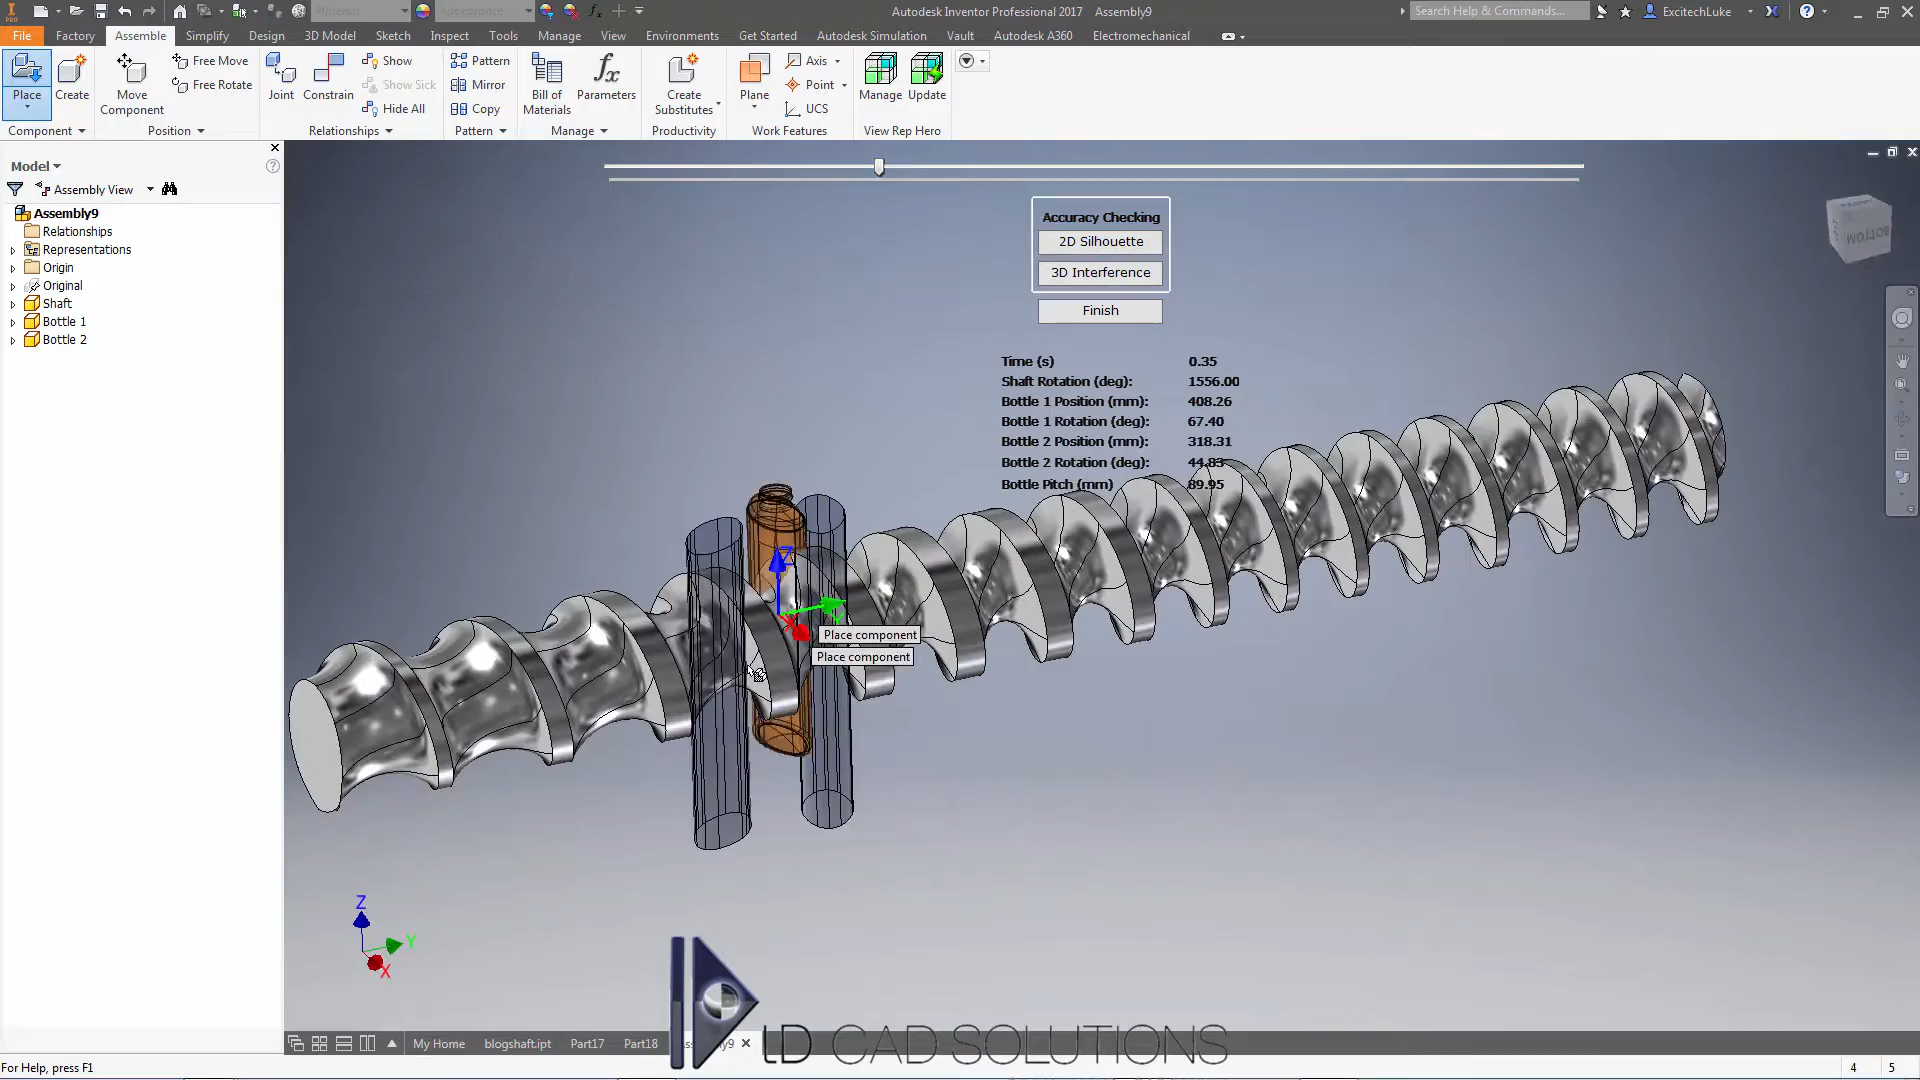 Material
Appearance
Autodesk Inventor Professional 2017 Assembly9
Search Help & Commands...
ExcitechLuke
PRO
File Factory Assemble Simplify Design 3D Model Sketch Inspect Tools Manage View Environments Get Started Autodesk Simulation Vault Autodesk A360 Electromechanical
Place
Create
Move
Component
Free Move
Free Rotate
Joint
Constrain
Show
Show Sick
Hide All
Pattern
Mirror
Copy
Bill of
Materials
Parameters
Create
Substitutes
Plane
Axis
Point
UCS
Manage
Update
Component
Position
Relationships
Pattern
Manage
Productivity
Work Features
View Rep Hero
Model
Assembly View
Assembly9
Relationships
Representations
Origin
Original
Shaft
Bottle 1
Bottle 2
Accuracy Checking
2D Silhouette
3D Interference
Finish
Time (s) 0.35
Shaft Rotation (deg): 1556.00
Bottle 1 Position (mm): 408.26
Bottle 1 Rotation (deg): 67.40
Bottle 2 Position (mm): 318.31
Bottle 2 Rotation (deg): 44.83
Bottle Pitch (mm) 89.95
BOTTOM
Z
Place component
Place component
Z
Y
X
LD CAD SOLUTIONS
My Home blogshaft.ipt Part17 Part18
For Help, press F1
4 5